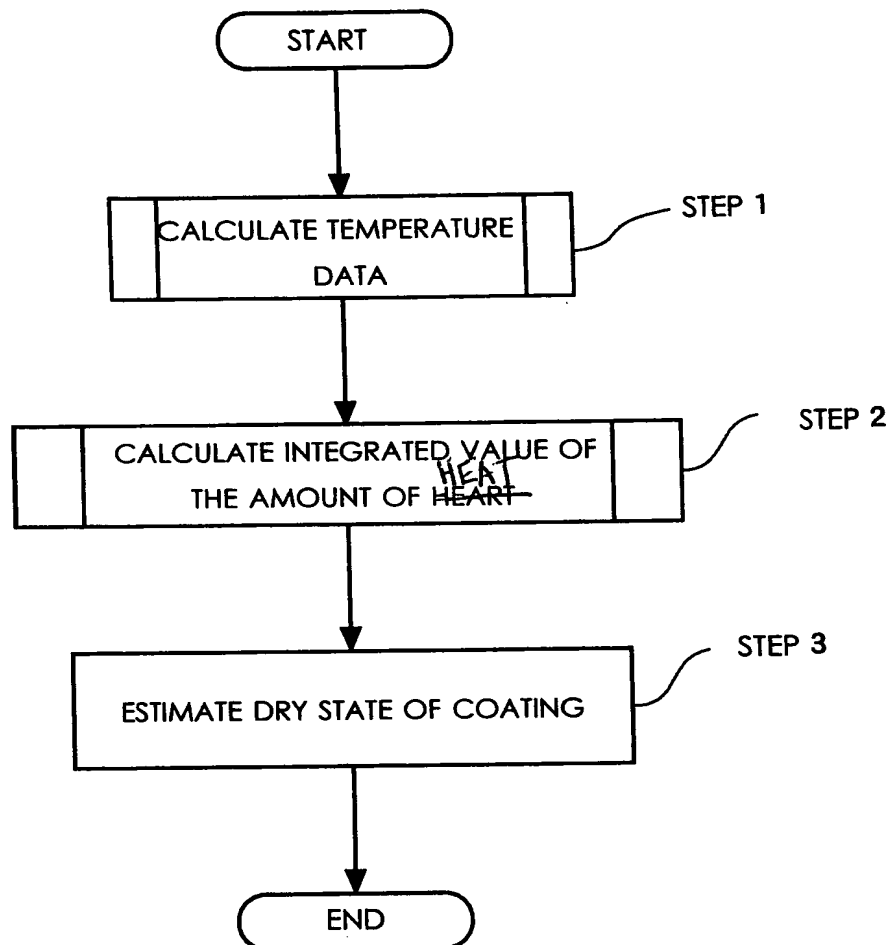 START
CALCULATE TEMPERATURE
DATA
STEP 1
CALCULATE INTEGRATED VALUE OF
THE AMOUNT OF HEART HEAT
STEP 2
ESTIMATE DRY STATE OF COATING
STEP 3
END